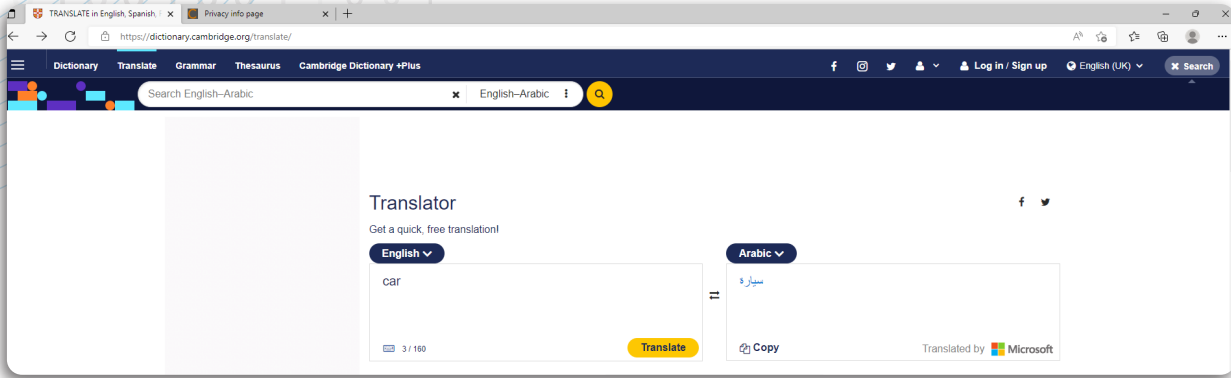 TRANSLATE in English, Spanish, F
Privacy info page
https://dictionary.cambridge.org/translate/
Dictionary Translate Grammar Thesaurus Cambridge Dictionary +Plus Log in / Sign up English (UK) Search
Search English–Arabic English–Arabic
Translator
Get a quick, free translation!
English Arabic
car سيارة
3 / 160 Translate Copy Translated by Microsoft